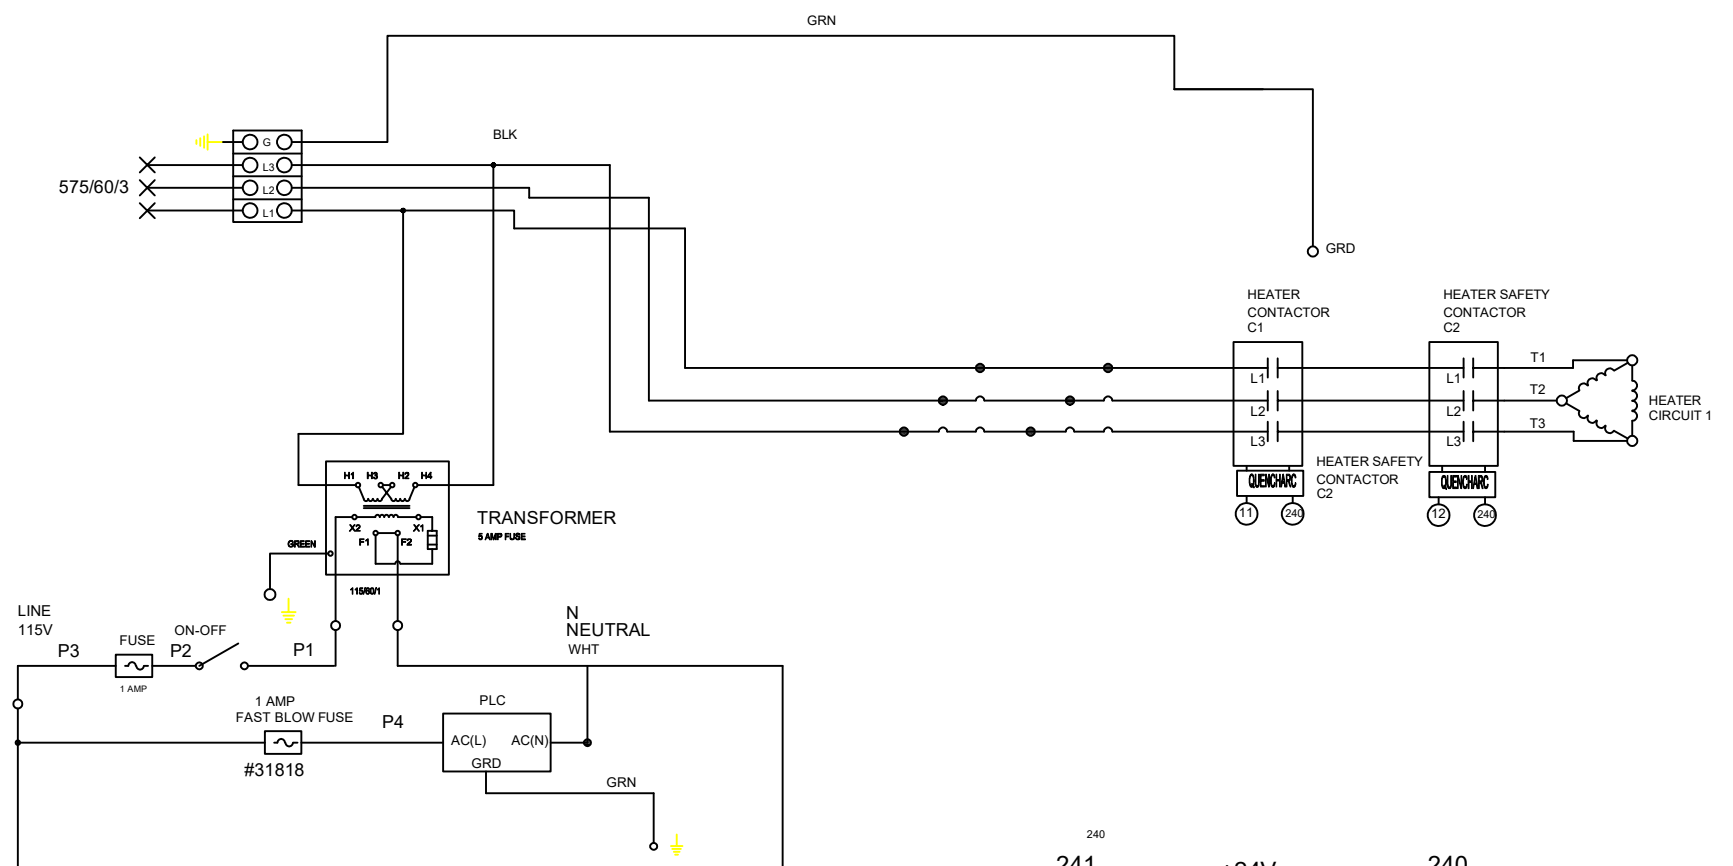 GRN
BLK
G
L3
575/60/3
L2
L1
GRD
HEATER
CONTACTOR
C1
HEATER SAFETY
CONTACTOR
C2
L1
L1
T1
L2
L2
T2
HEATER
CIRCUIT 1
L3
L3
T3
HEATER SAFETY
CONTACTOR
C2
QUENCHARC
QUENCHARC
11
240
12
240
H1
H3
H2
H4
X2
X1
F1
F2
TRANSFORMER
5 AMP FUSE
GREEN
115/60/1
LINE
115V
P3
FUSE
1 AMP
P2
ON-OFF
P1
N
NEUTRAL
WHT
1 AMP
FAST BLOW FUSE
P4
#31818
PLC
AC(L)
AC(N)
GRD
GRN
240
241
+24V
240